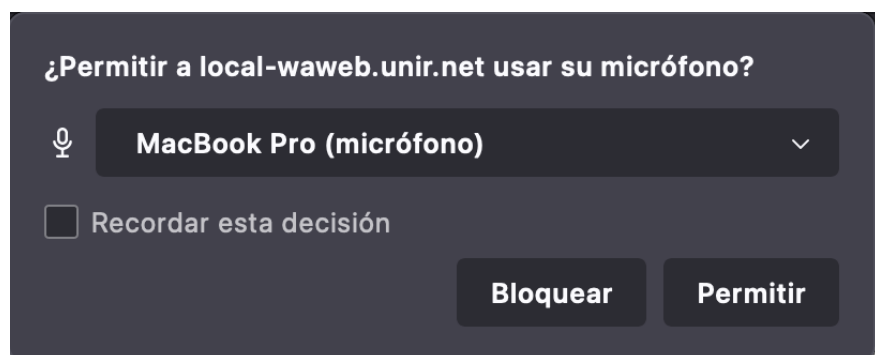 ¿Permitir a local-waweb.unir.net usar su micrófono?
MacBook Pro (micrófono)
Recordar esta decisión
Bloquear Permitir